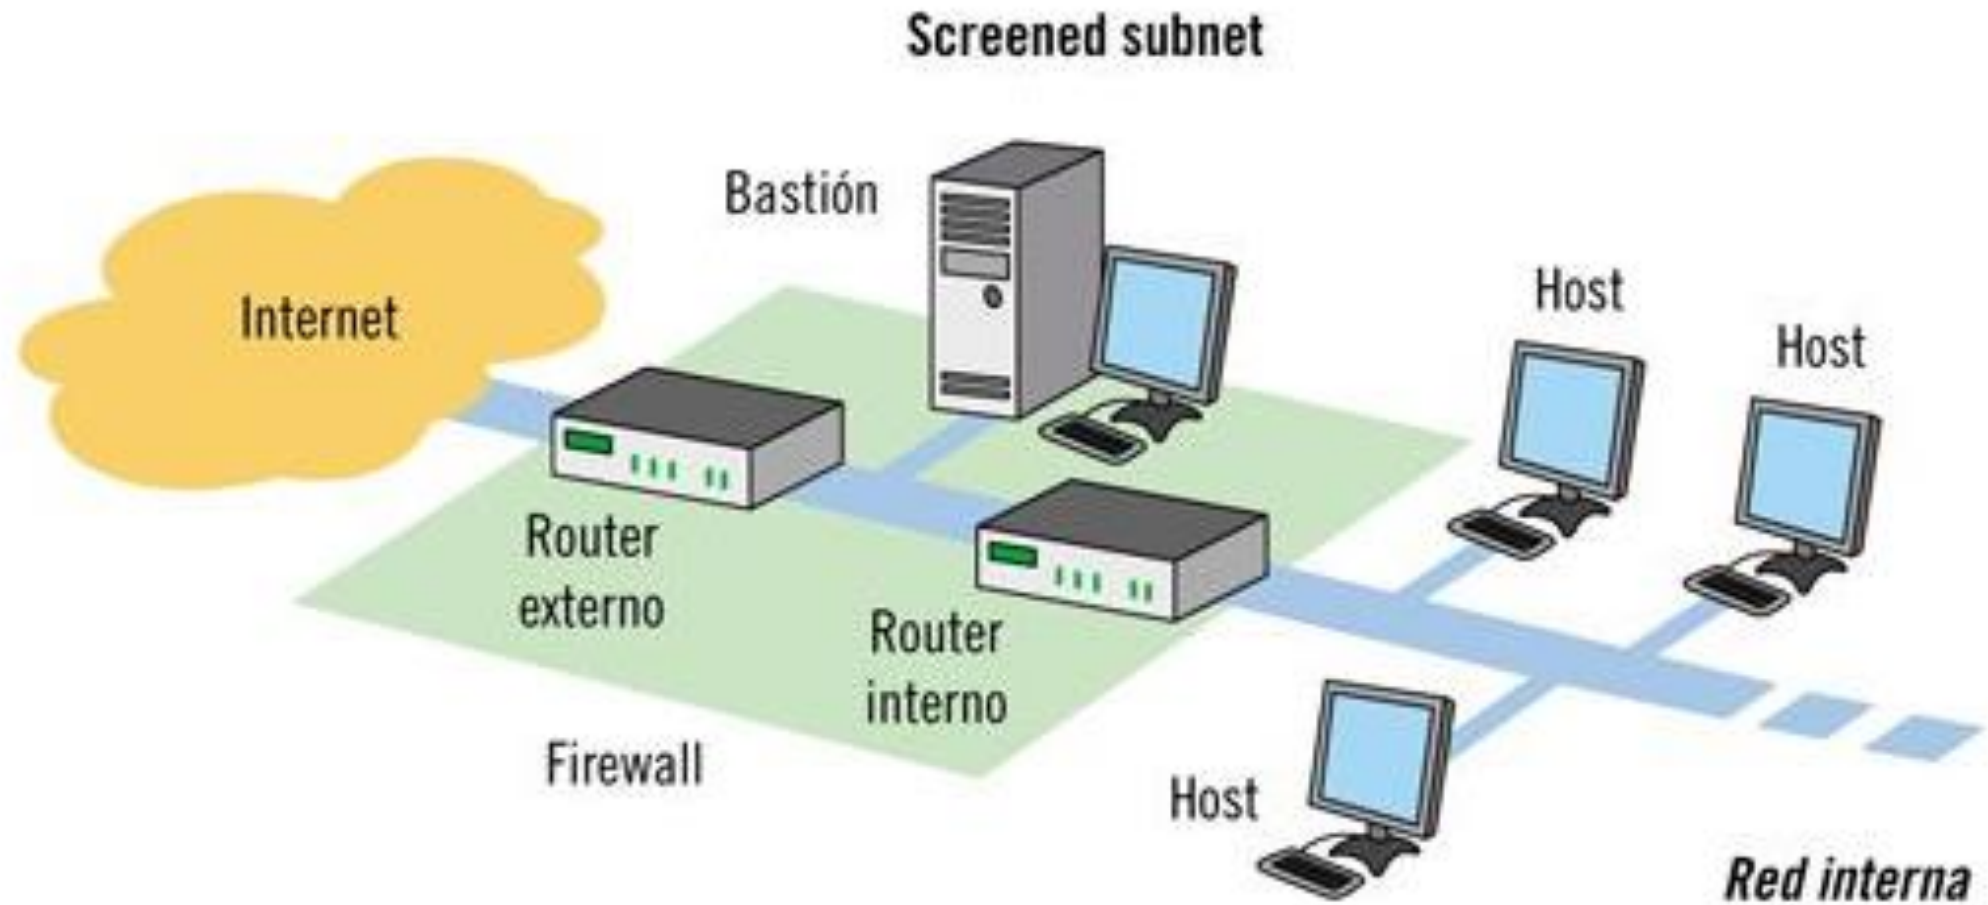 Screened subnet
Bastión
Internet
Host
Host
Router
externo
Router
interno
Firewall
Host
Red interna